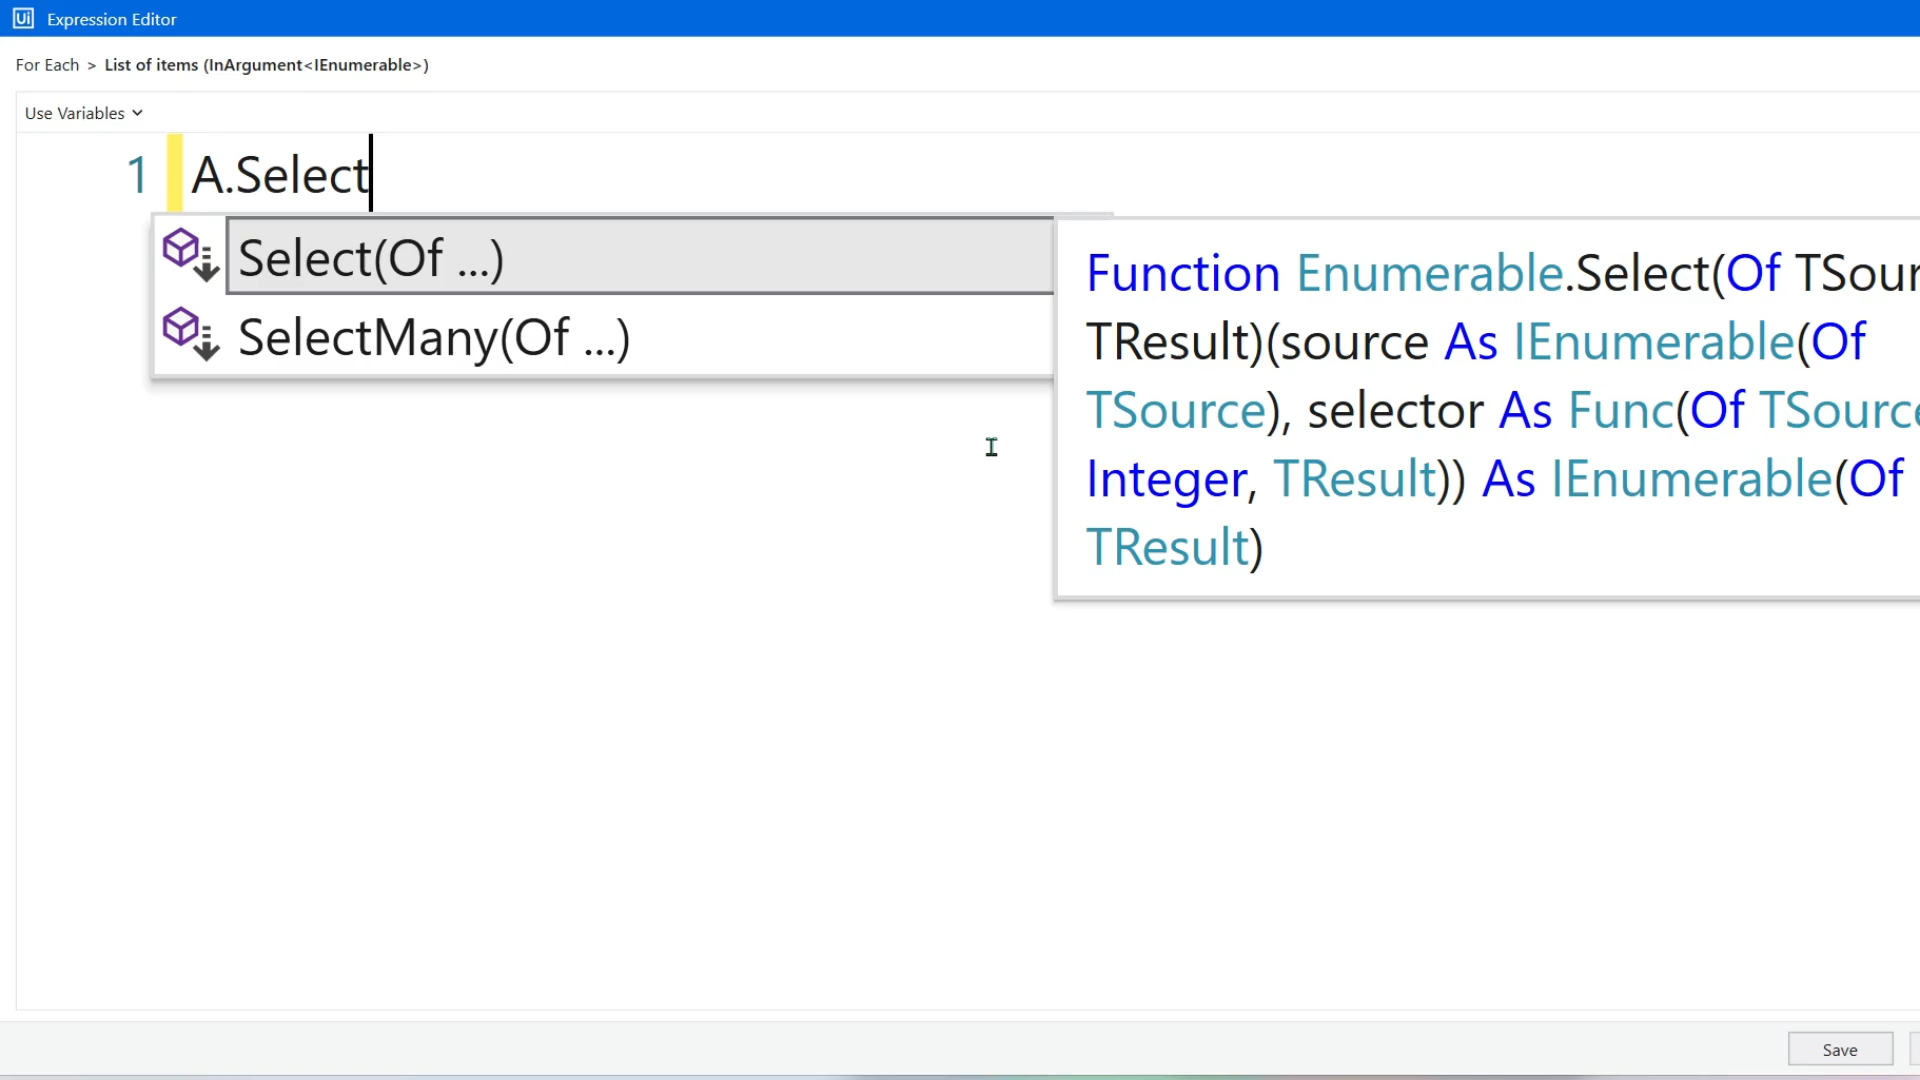 Ui Expression Editor
For Each > List of items (InArgument<IEnumerable>)
Use Variables
1 A.Select
Select(Of ...)
SelectMany(Of ...)
Function Enumerable.Select(Of TSour
TResult)(source As IEnumerable(Of
TSource), selector As Func(Of TSource
Integer, TResult)) As IEnumerable(Of
TResult)
Save